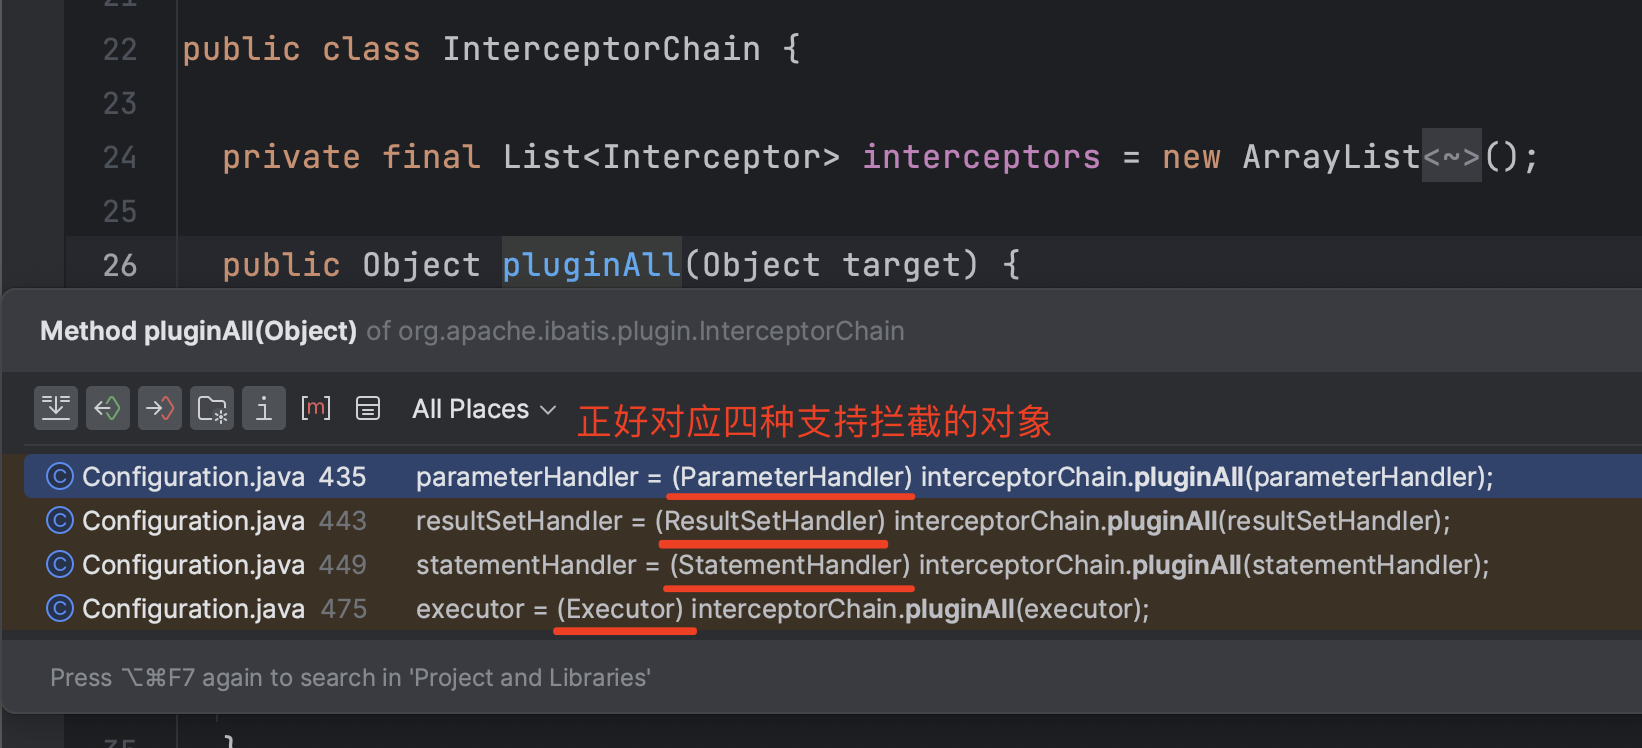 22 public class InterceptorChain {
23
24 private final List<Interceptor> interceptors = new ArrayList<~>();
25
26 public Object pluginAll(Object target) {
Method pluginAll(Object) of org.apache.ibatis.plugin.InterceptorChain
[m] All Places 正好对应四种支持拦截的对象
Configuration.java 435 parameterHandler = (ParameterHandler) interceptorChain.pluginAll(parameterHandler);
Configuration.java 443 resultSetHandler = (ResultSetHandler) interceptorChain.pluginAll(resultSetHandler);
Configuration.java 449 statementHandler = (StatementHandler) interceptorChain.pluginAll(statementHandler);
Configuration.java 475 executor = (Executor) interceptorChain.pluginAll(executor);
Press ⌥⌘F7 again to search in 'Project and Libraries'
}